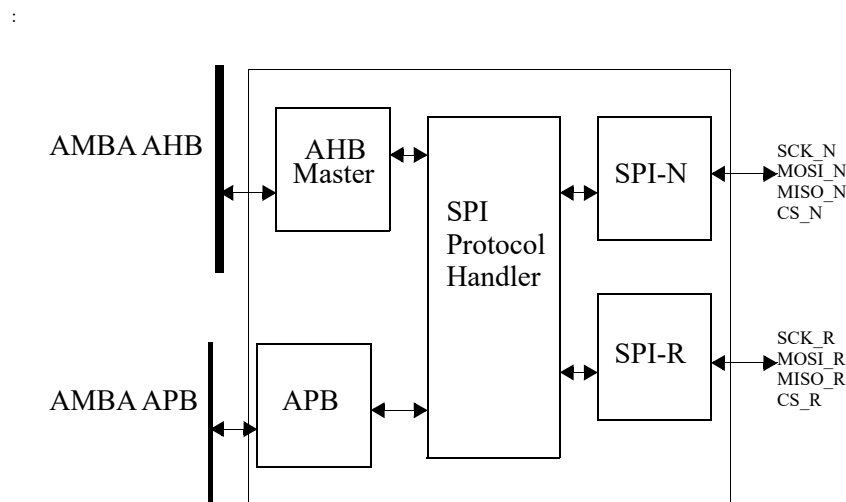 :
AMBA AHB
AHB
Master
SPI
Protocol
Handler
SPI-N
SCK_N
MOSI_N
MISO_N
CS_N
AMBA APB
APB
SPI-R
SCK_R
MOSI_R
MISO_R
CS_R